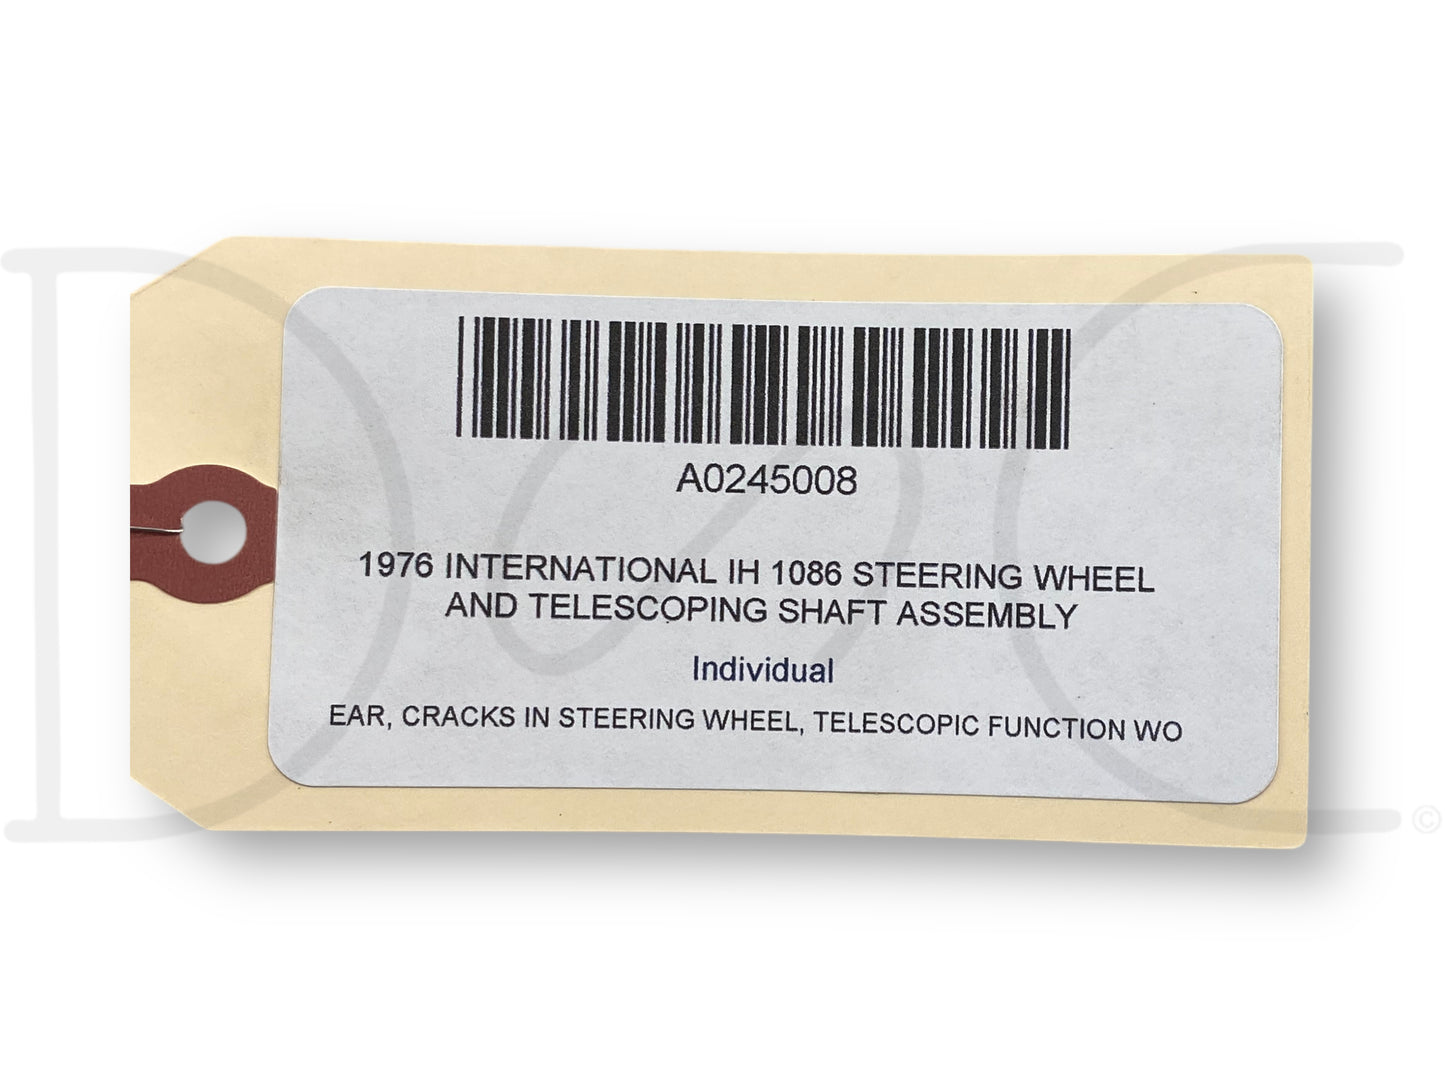 A0245008
1976 INTERNATIONAL IH 1086 STEERING WHEEL
AND TELESCOPING SHAFT ASSEMBLY
Individual
EAR, CRACKS IN STEERING WHEEL, TELESCOPIC FUNCTION WO
©